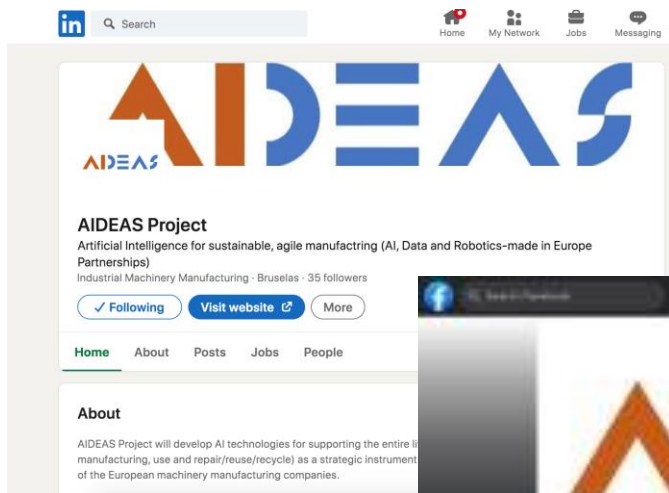 in
Search
Home
My Network
Jobs
Messaging
AIDEAS
AIDEAS
AIDEAS Project
Artificial Intelligence for sustainable, agile manufactring (AI, Data and Robotics-made in Europe
Partnerships)
Industrial Machinery Manufacturing · Bruselas · 35 followers
✓ Following
Visit website
More
Home
About
Posts
Jobs
People
Search Facebook
About
AIDEAS Project will develop AI technologies for supporting the entire
manufacturing, use and repair/reuse/recycle) as a strategic instrument
of the European machinery manufacturing companies.